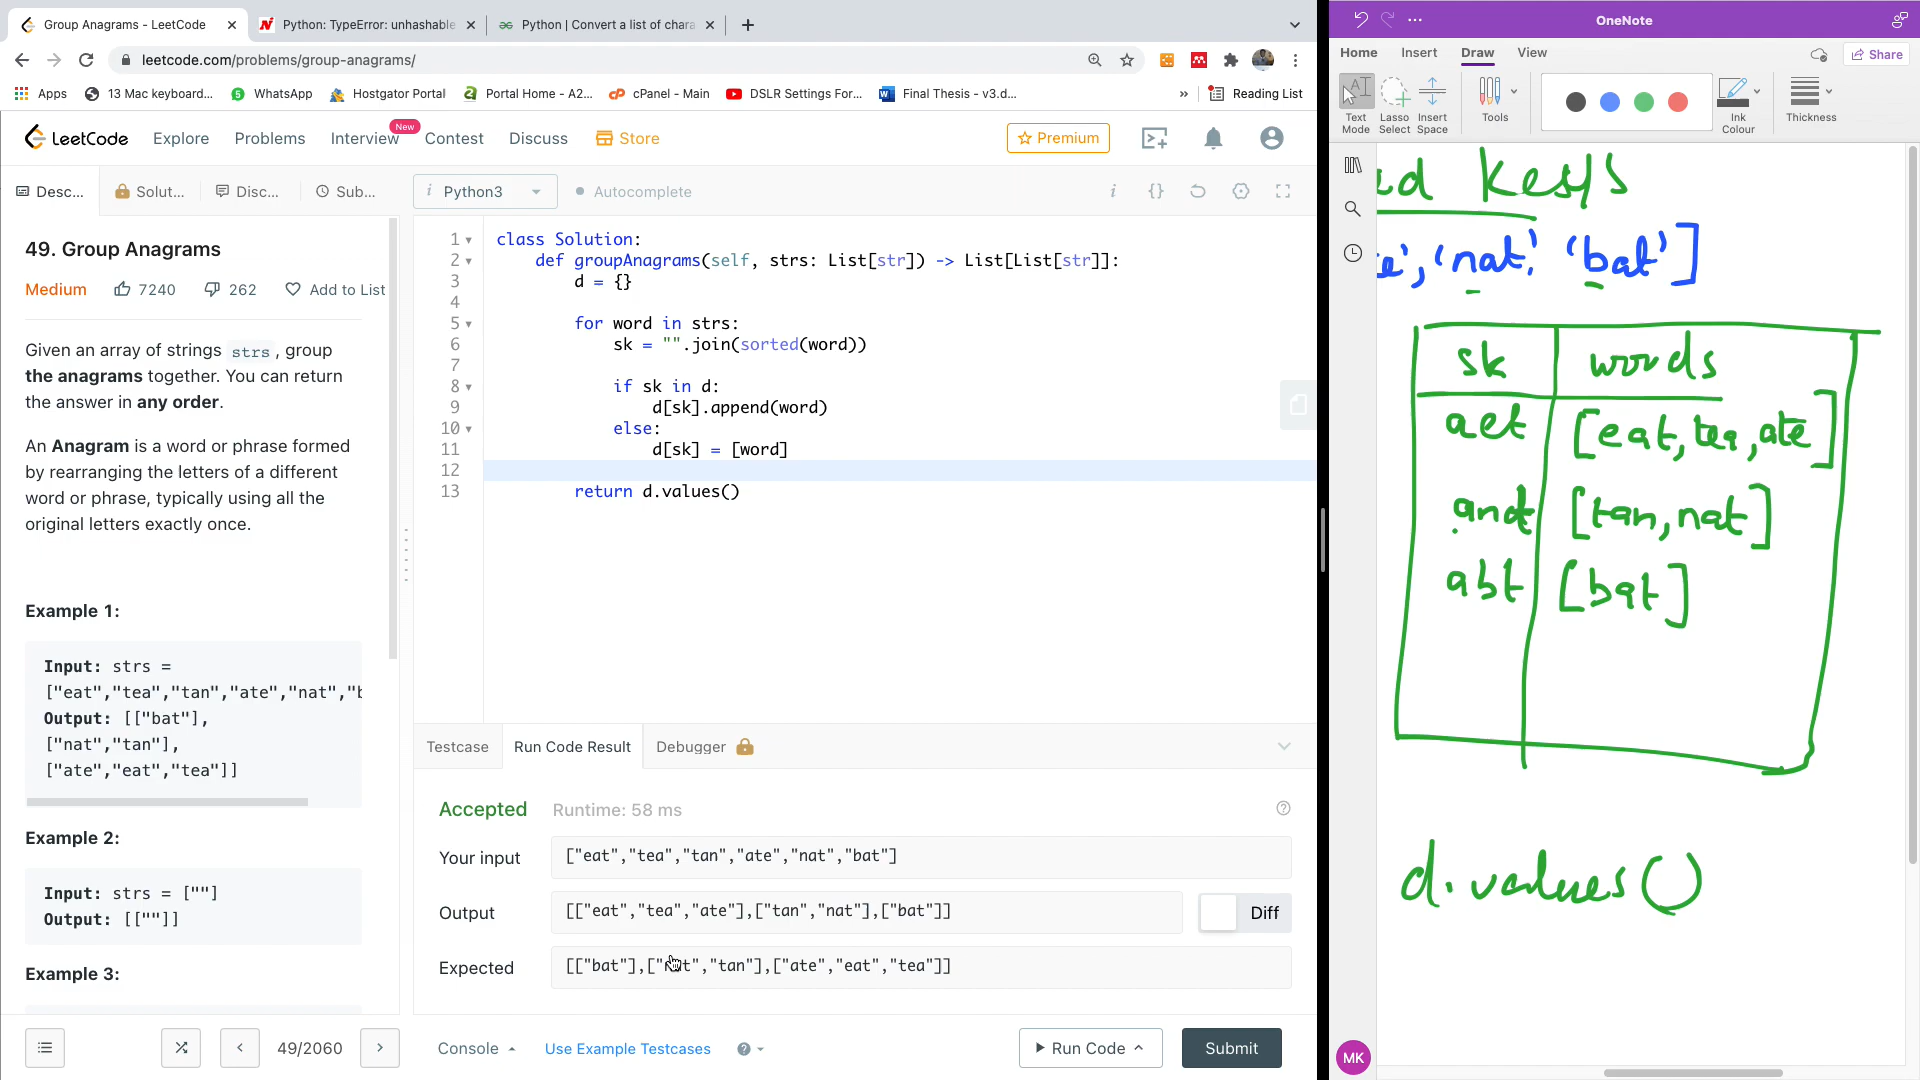 Group Anagrams - LeetCode
Python: TypeError: unhashable
Python | Convert a list of chara
leetcode.com/problems/group-anagrams/
Apps
13 Mac keyboard...
WhatsApp
Hostgator Portal
Portal Home - A2...
cPanel - Main
DSLR Settings For...
Final Thesis - v3.d...
»
Reading List
LeetCode
Explore
Problems
Interview
New
Contest
Discuss
Store
Premium
Desc...
Solut...
Disc...
Sub...
Python3
Autocomplete
49. Group Anagrams
Medium
7240
262
Add to List
Given an array of strings strs, group
the anagrams together. You can return
the answer in any order.
An Anagram is a word or phrase formed
by rearranging the letters of a different
word or phrase, typically using all the
original letters exactly once.
Example 1:
Input: strs =
["eat","tea","tan","ate","nat","b
Output: [["bat"],
["nat","tan"],
["ate","eat","tea"]]
Example 2:
Input: strs = [""]
Output: [[""]]
Example 3:
49/2060
1 class Solution:
2 def groupAnagrams(self, strs: List[str]) -> List[List[str]]:
3 d = {}
4
5 for word in strs:
6 sk = "".join(sorted(word))
7
8 if sk in d:
9 d[sk].append(word)
10 else:
11 d[sk] = [word]
12
13 return d.values()
Testcase
Run Code Result
Debugger
Accepted
Runtime: 58 ms
Your input
["eat","tea","tan","ate","nat","bat"]
Output
[["eat","tea","ate"],["tan","nat"],["bat"]]
Diff
Expected
[["bat"],["nat","tan"],["ate","eat","tea"]]
Console
Use Example Testcases
Run Code
Submit
OneNote
Home
Insert
Draw
View
Share
Text Mode
Lasso Select
Insert Space
Tools
Ink Colour
Thickness
ed Keys
e','nat', 'bat']
sk words
aet [eat,tea,ate]
ant [tan,nat]
abt [bat]
d.values()
MK